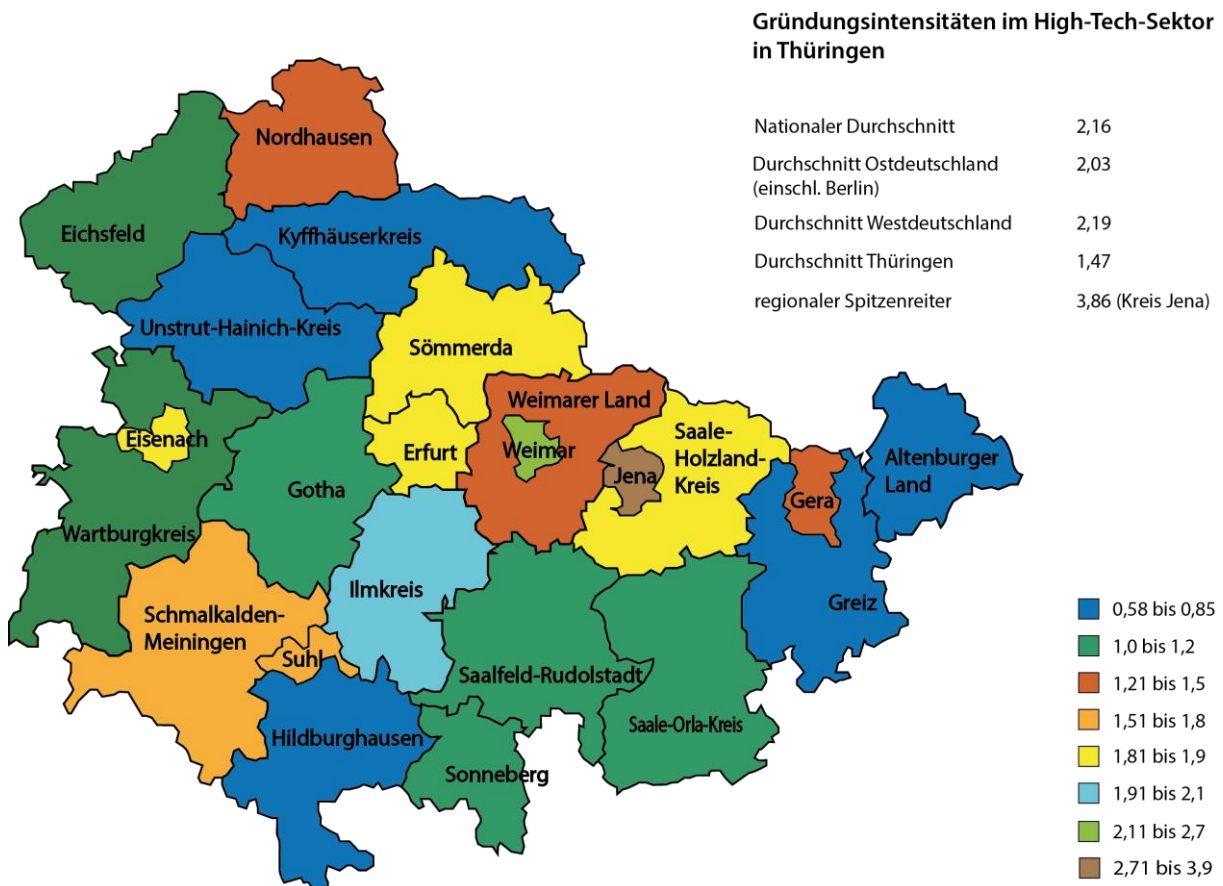 Gründungsintensitäten im High-Tech-Sektor
in Thüringen
Nationaler Durchschnitt 2,16
Durchschnitt Ostdeutschland 2,03
(einschl. Berlin)
Durchschnitt Westdeutschland 2,19
Durchschnitt Thüringen 1,47
regionaler Spitzenreiter 3,86 (Kreis Jena)
Nordhausen
Eichsfeld
Kyffhäuserkreis
Unstrut-Hainich-Kreis
Sömmerda
Weimarer Land
Eisenach
Erfurt
Weimar
Saale-
Holzland-
Kreis
Jena
Altenburger
Land
Gotha
Gera
Wartburgkreis
Ilmkreis
Greiz
Schmalkalden-
Meiningen
Suhl
Saalfeld-Rudolstadt
Saale-Orla-Kreis
Hildburghausen
Sonneberg
0,58 bis 0,85
1,0 bis 1,2
1,21 bis 1,5
1,51 bis 1,8
1,81 bis 1,9
1,91 bis 2,1
2,11 bis 2,7
2,71 bis 3,9